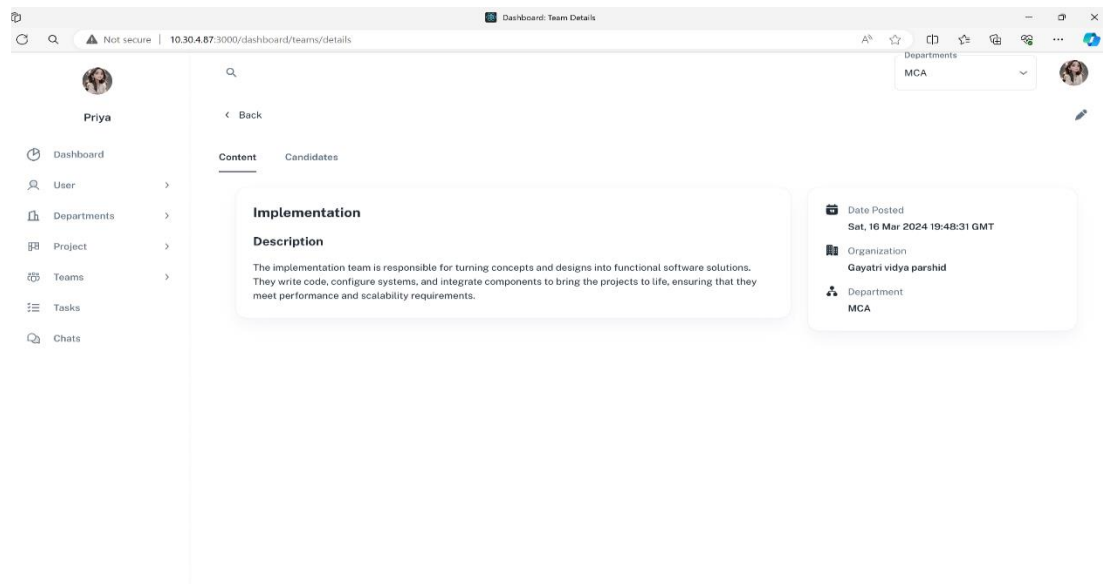 Dashboard: Team Details
Not secure | 10.30.4.87:3000/dashboard/teams/details
Departments
MCA
Priya
Back
Dashboard
User
Departments
Project
Teams
Tasks
Chats
Content Candidates
Implementation
Description
The implementation team is responsible for turning concepts and designs into functional software solutions.
They write code, configure systems, and integrate components to bring the projects to life, ensuring that they
meet performance and scalability requirements.
Date Posted
Sat, 16 Mar 2024 19:48:31 GMT
Organization
Gayatri vidya parshid
Department
MCA